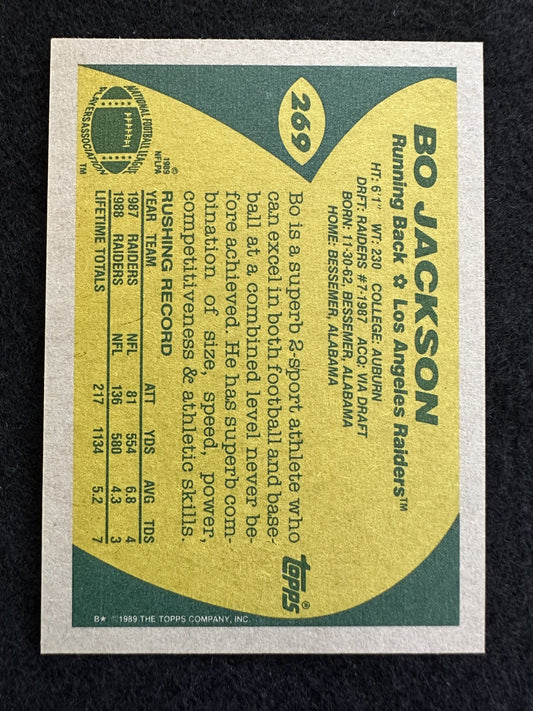 269
BO JACKSON
Running Back ✿ Los Angeles Raiders™
HT: 6'1" WT: 230 COLLEGE: AUBURN
DRFT: RAIDERS #7-1987 ACQ: VIA DRAFT
BORN: 11-30-62, BESSEMER, ALABAMA
HOME: BESSEMER, ALABAMA
topps®
Bo is a superb 2-sport athlete who
can excel in both football and base-
ball at a combined level never be-
fore achieved. He has superb com-
bination of size, speed, power,
competitiveness & athletic skills.
NATIONAL FOOTBALL LEAGUE
PLAYERS ASSOCIATION™
© 1989 NFLPA
RUSHING RECORD
YEAR TEAM ATT YDS AVG TDS
1987 RAIDERS NFL 81 554 6.8 4
1988 RAIDERS NFL 136 580 4.3 3
LIFETIME TOTALS 217 1134 5.2 7
B★ ©1989 THE TOPPS COMPANY, INC.